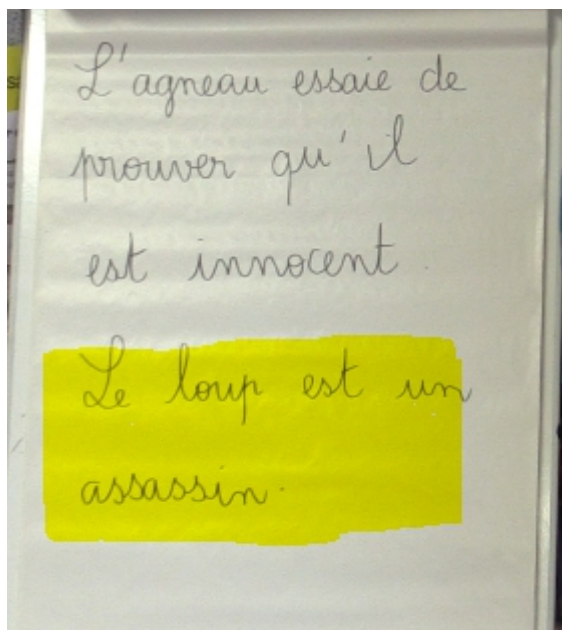 L'agneau essaie de
prouver qu'il
est innocent.
Le loup est un
assassin.